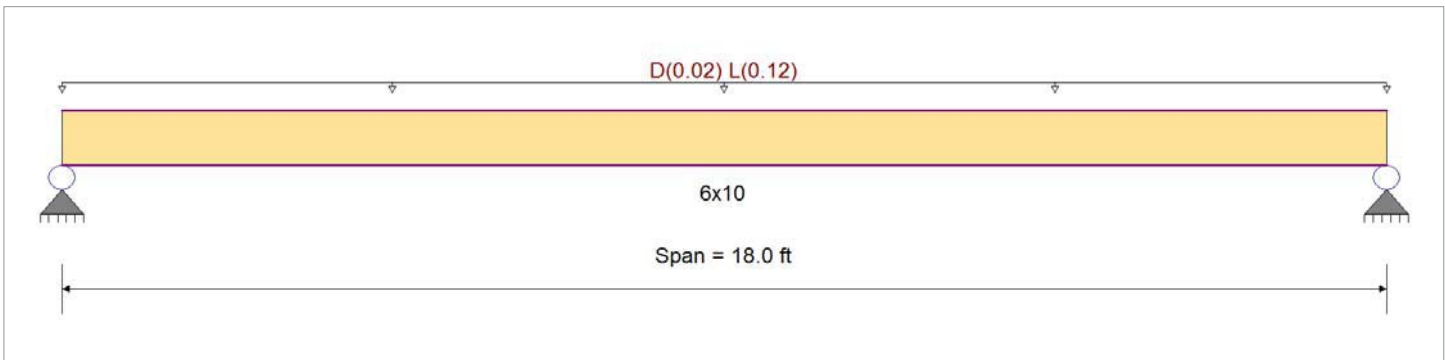 D(0.02) L(0.12)
6x10
Span = 18.0 ft